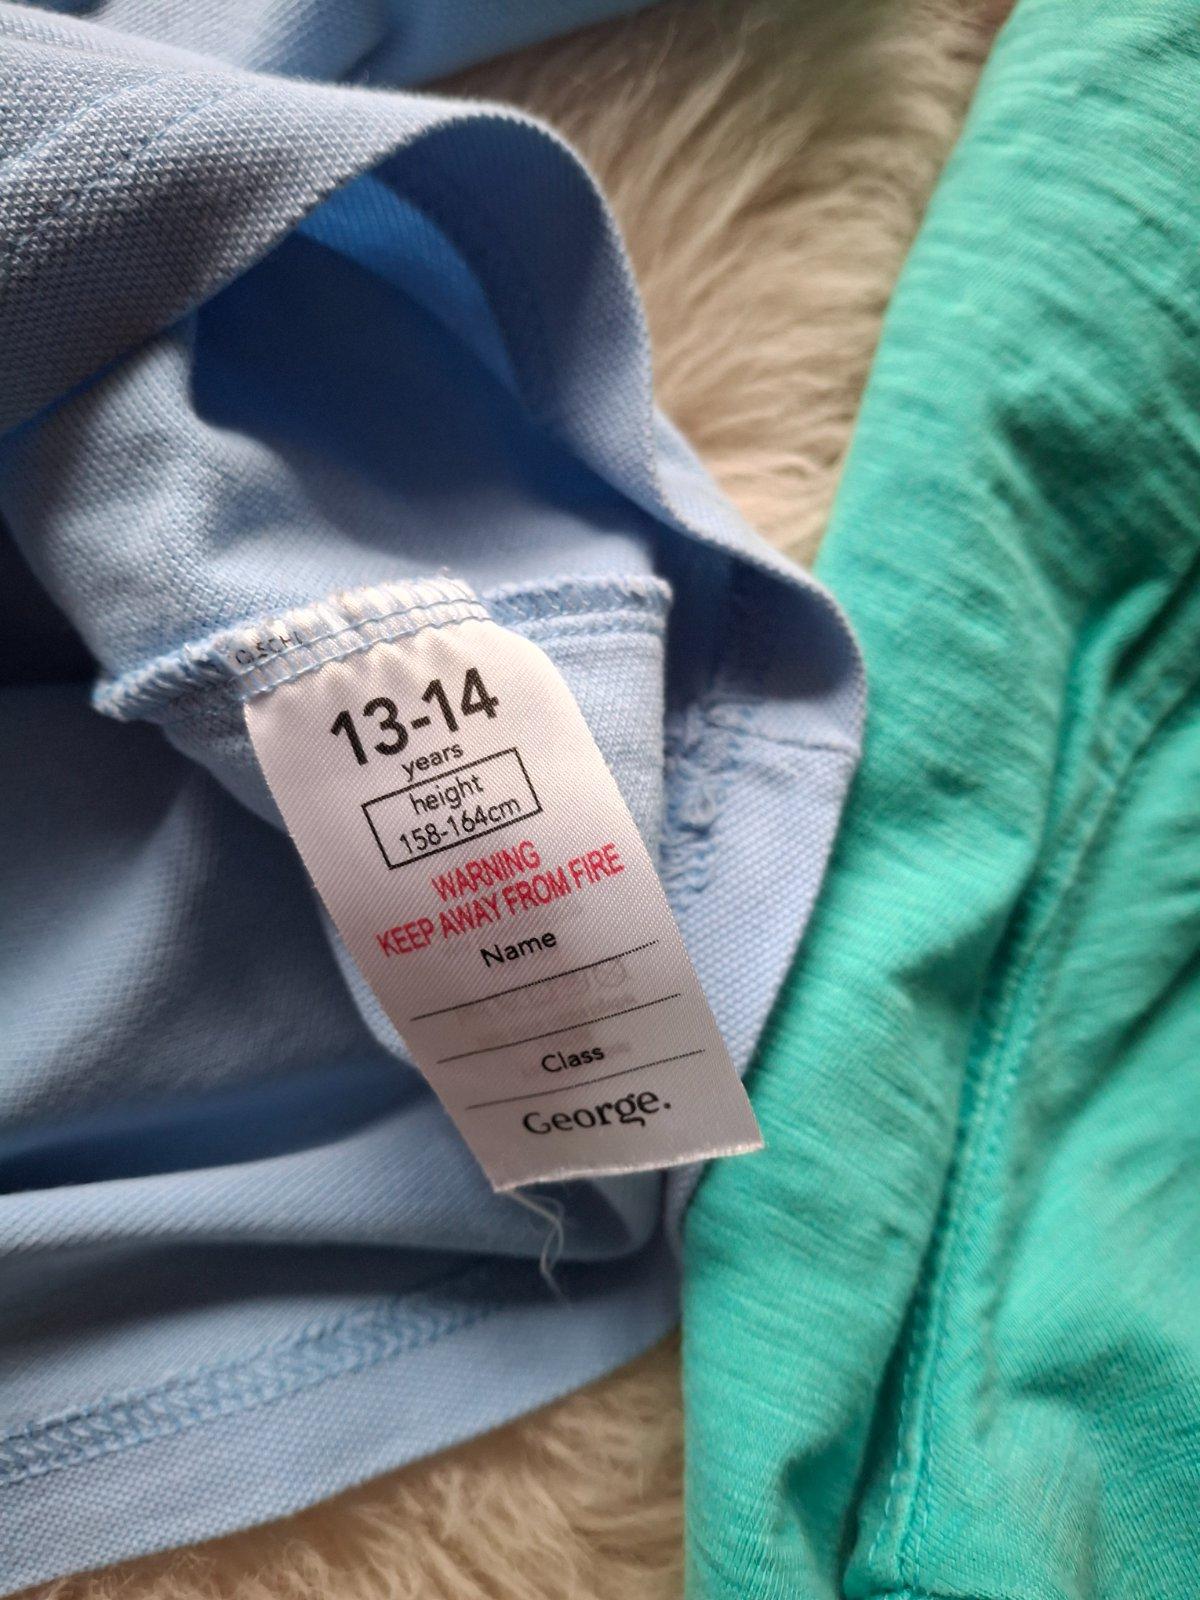 13-14
years
height
158-164cm
WARNING
KEEP AWAY FROM FIRE
Name
Class
George.